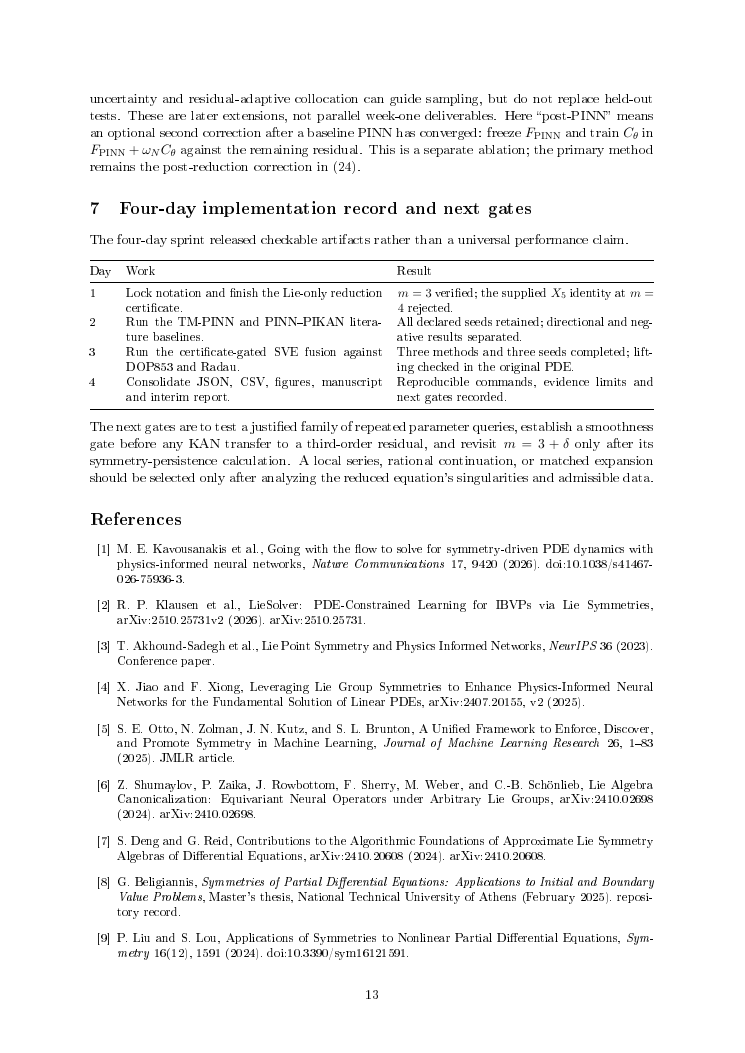 uncertainty and residual-adaptive collocation can guide sampling, but do not replace held-out
tests. These are later extensions, not parallel week-one deliverables. Here “post-PINN” means
an optional second correction after a baseline PINN has converged: freeze F_PINN and train C_θ in
F_PINN + ω_N C_θ against the remaining residual. This is a separate ablation; the primary method
remains the post-reduction correction in (24).
7 Four-day implementation record and next gates
The four-day sprint released checkable artifacts rather than a universal performance claim.
Day Work Result
1 Lock notation and finish the Lie-only reduction m = 3 verified; the supplied X_5 identity at m =
certificate. 4 rejected.
2 Run the TM-PINN and PINN–PIKAN litera- All declared seeds retained; directional and neg-
ture baselines. ative results separated.
3 Run the certificate-gated SVE fusion against Three methods and three seeds completed; lift-
DOP853 and Radau. ing checked in the original PDE.
4 Consolidate JSON, CSV, figures, manuscript Reproducible commands, evidence limits and
and interim report. next gates recorded.
The next gates are to test a justified family of repeated parameter queries, establish a smoothness
gate before any KAN transfer to a third-order residual, and revisit m = 3 + δ only after its
symmetry-persistence calculation. A local series, rational continuation, or matched expansion
should be selected only after analyzing the reduced equation’s singularities and admissible data.
References
[1] M. E. Kavousanakis et al., Going with the flow to solve for symmetry-driven PDE dynamics with
physics-informed neural networks, Nature Communications 17, 9420 (2026). doi:10.1038/s41467-
026-75936-3.
[2] R. P. Klausen et al., LieSolver: PDE-Constrained Learning for IBVPs via Lie Symmetries,
arXiv:2510.25731v2 (2026). arXiv:2510.25731.
[3] T. Akhound-Sadegh et al., Lie Point Symmetry and Physics Informed Networks, NeurIPS 36 (2023).
Conference paper.
[4] X. Jiao and F. Xiong, Leveraging Lie Group Symmetries to Enhance Physics-Informed Neural
Networks for the Fundamental Solution of Linear PDEs, arXiv:2407.20155, v2 (2025).
[5] S. E. Otto, N. Zolman, J. N. Kutz, and S. L. Brunton, A Unified Framework to Enforce, Discover,
and Promote Symmetry in Machine Learning, Journal of Machine Learning Research 26, 1–83
(2025). JMLR article.
[6] Z. Shumaylov, P. Zaika, J. Rowbottom, F. Sherry, M. Weber, and C.-B. Schönlieb, Lie Algebra
Canonicalization: Equivariant Neural Operators under Arbitrary Lie Groups, arXiv:2410.02698
(2024). arXiv:2410.02698.
[7] S. Deng and G. Reid, Contributions to the Algorithmic Foundations of Approximate Lie Symmetry
Algebras of Differential Equations, arXiv:2410.20608 (2024). arXiv:2410.20608.
[8] G. Beligiannis, Symmetries of Partial Differential Equations: Applications to Initial and Boundary
Value Problems, Master’s thesis, National Technical University of Athens (February 2025). reposi-
tory record.
[9] P. Liu and S. Lou, Applications of Symmetries to Nonlinear Partial Differential Equations, Sym-
metry 16(12), 1591 (2024). doi:10.3390/sym16121591.
13